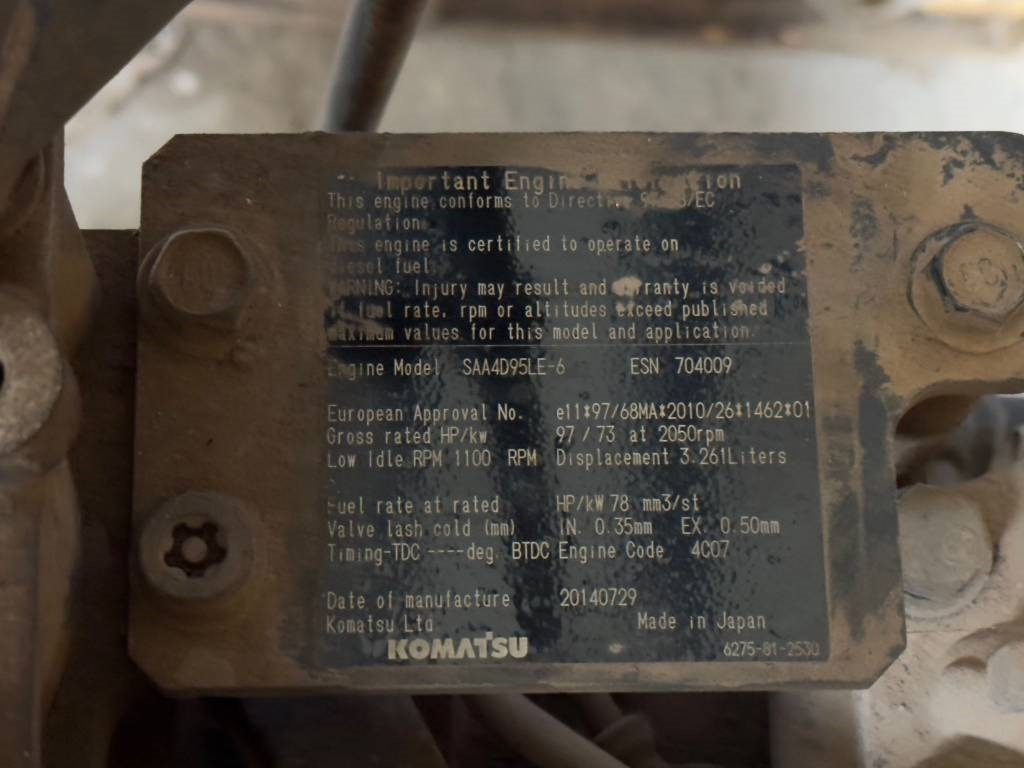 Important
This engine conforms to /EC
Regulation
This engine is certified to operate on
diesel fuel.
WARNING: Injury may result and warranty is voided
if fuel rate, rpm or altitudes exceed published
maximum values for this model and application.
Engine Model SAA4D95LE-6 ESN 704009
European Approval No. e11*97/68MA*2010/26*1462*01
Gross rated HP/kw 97 / 73 at 2050rpm
Low Idle RPM 1100 RPM Displacement 3.261Liters
Fuel rate at rated HP/kW 78 mm3/st
Valve lash cold (mm) IN. 0.35mm EX. 0.50mm
Timing-TDC ----deg. BTDC Engine Code 4C07
Date of manufacture 20140729
Komatsu Ltd. Made in Japan
KOMATSU 6275-81-2530